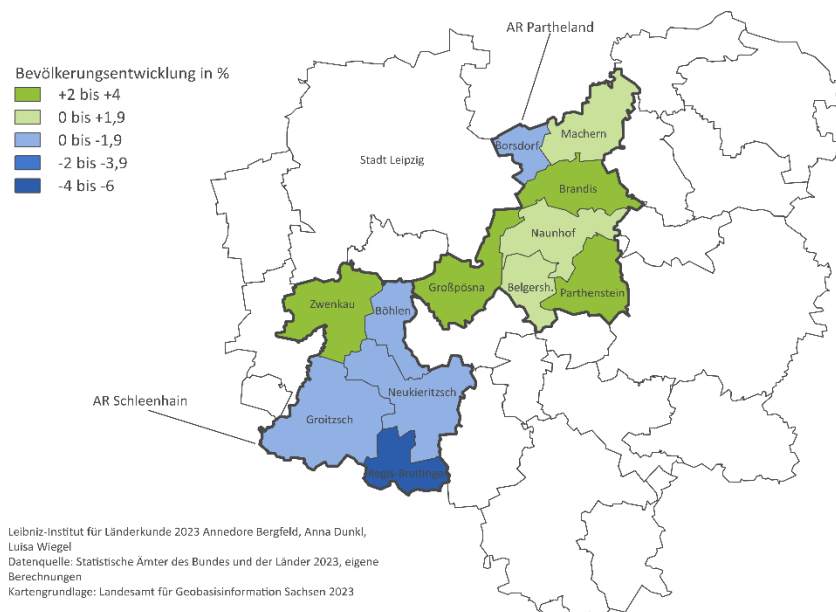 AR Partheland
Bevölkerungsentwicklung in %
+2 bis +4
0 bis +1,9
0 bis -1,9
-2 bis -3,9
-4 bis -6
Machern
Borsdorf
Stadt Leipzig
Brandis
Naunhof
Großpösna
Belgersh.
Parthenstein
Zwenkau
Böhlen
Neukieritzsch
AR Schleenhain
Groitzsch
Regis-Breitingen
Leibniz-Institut für Länderkunde 2023 Annedore Bergfeld, Anna Dunkl,
Luisa Wiegel
Datenquelle: Statistische Ämter des Bundes und der Länder 2023, eigene
Berechnungen
Kartengrundlage: Landesamt für Geobasisinformation Sachsen 2023